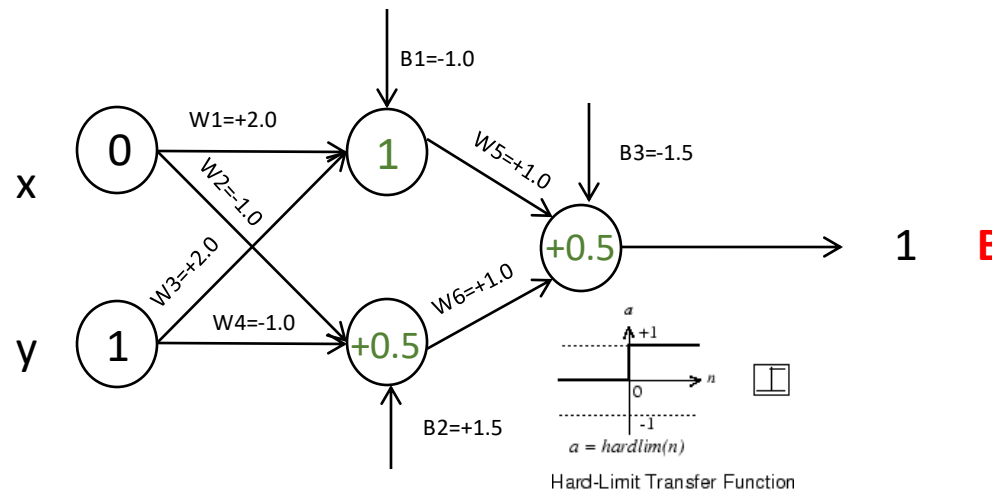 B1=-1.0
W1=+2.0
0
1
x
W2=-1.0
W5=+1.0
B3=-1.5
W3=+2.0
+0.5
1
W4=-1.0
W6=+1.0
y
1
+0.5
B2=+1.5
a
+1
n
0
-1
a = hardlim(n)
Hard-Limit Transfer Function